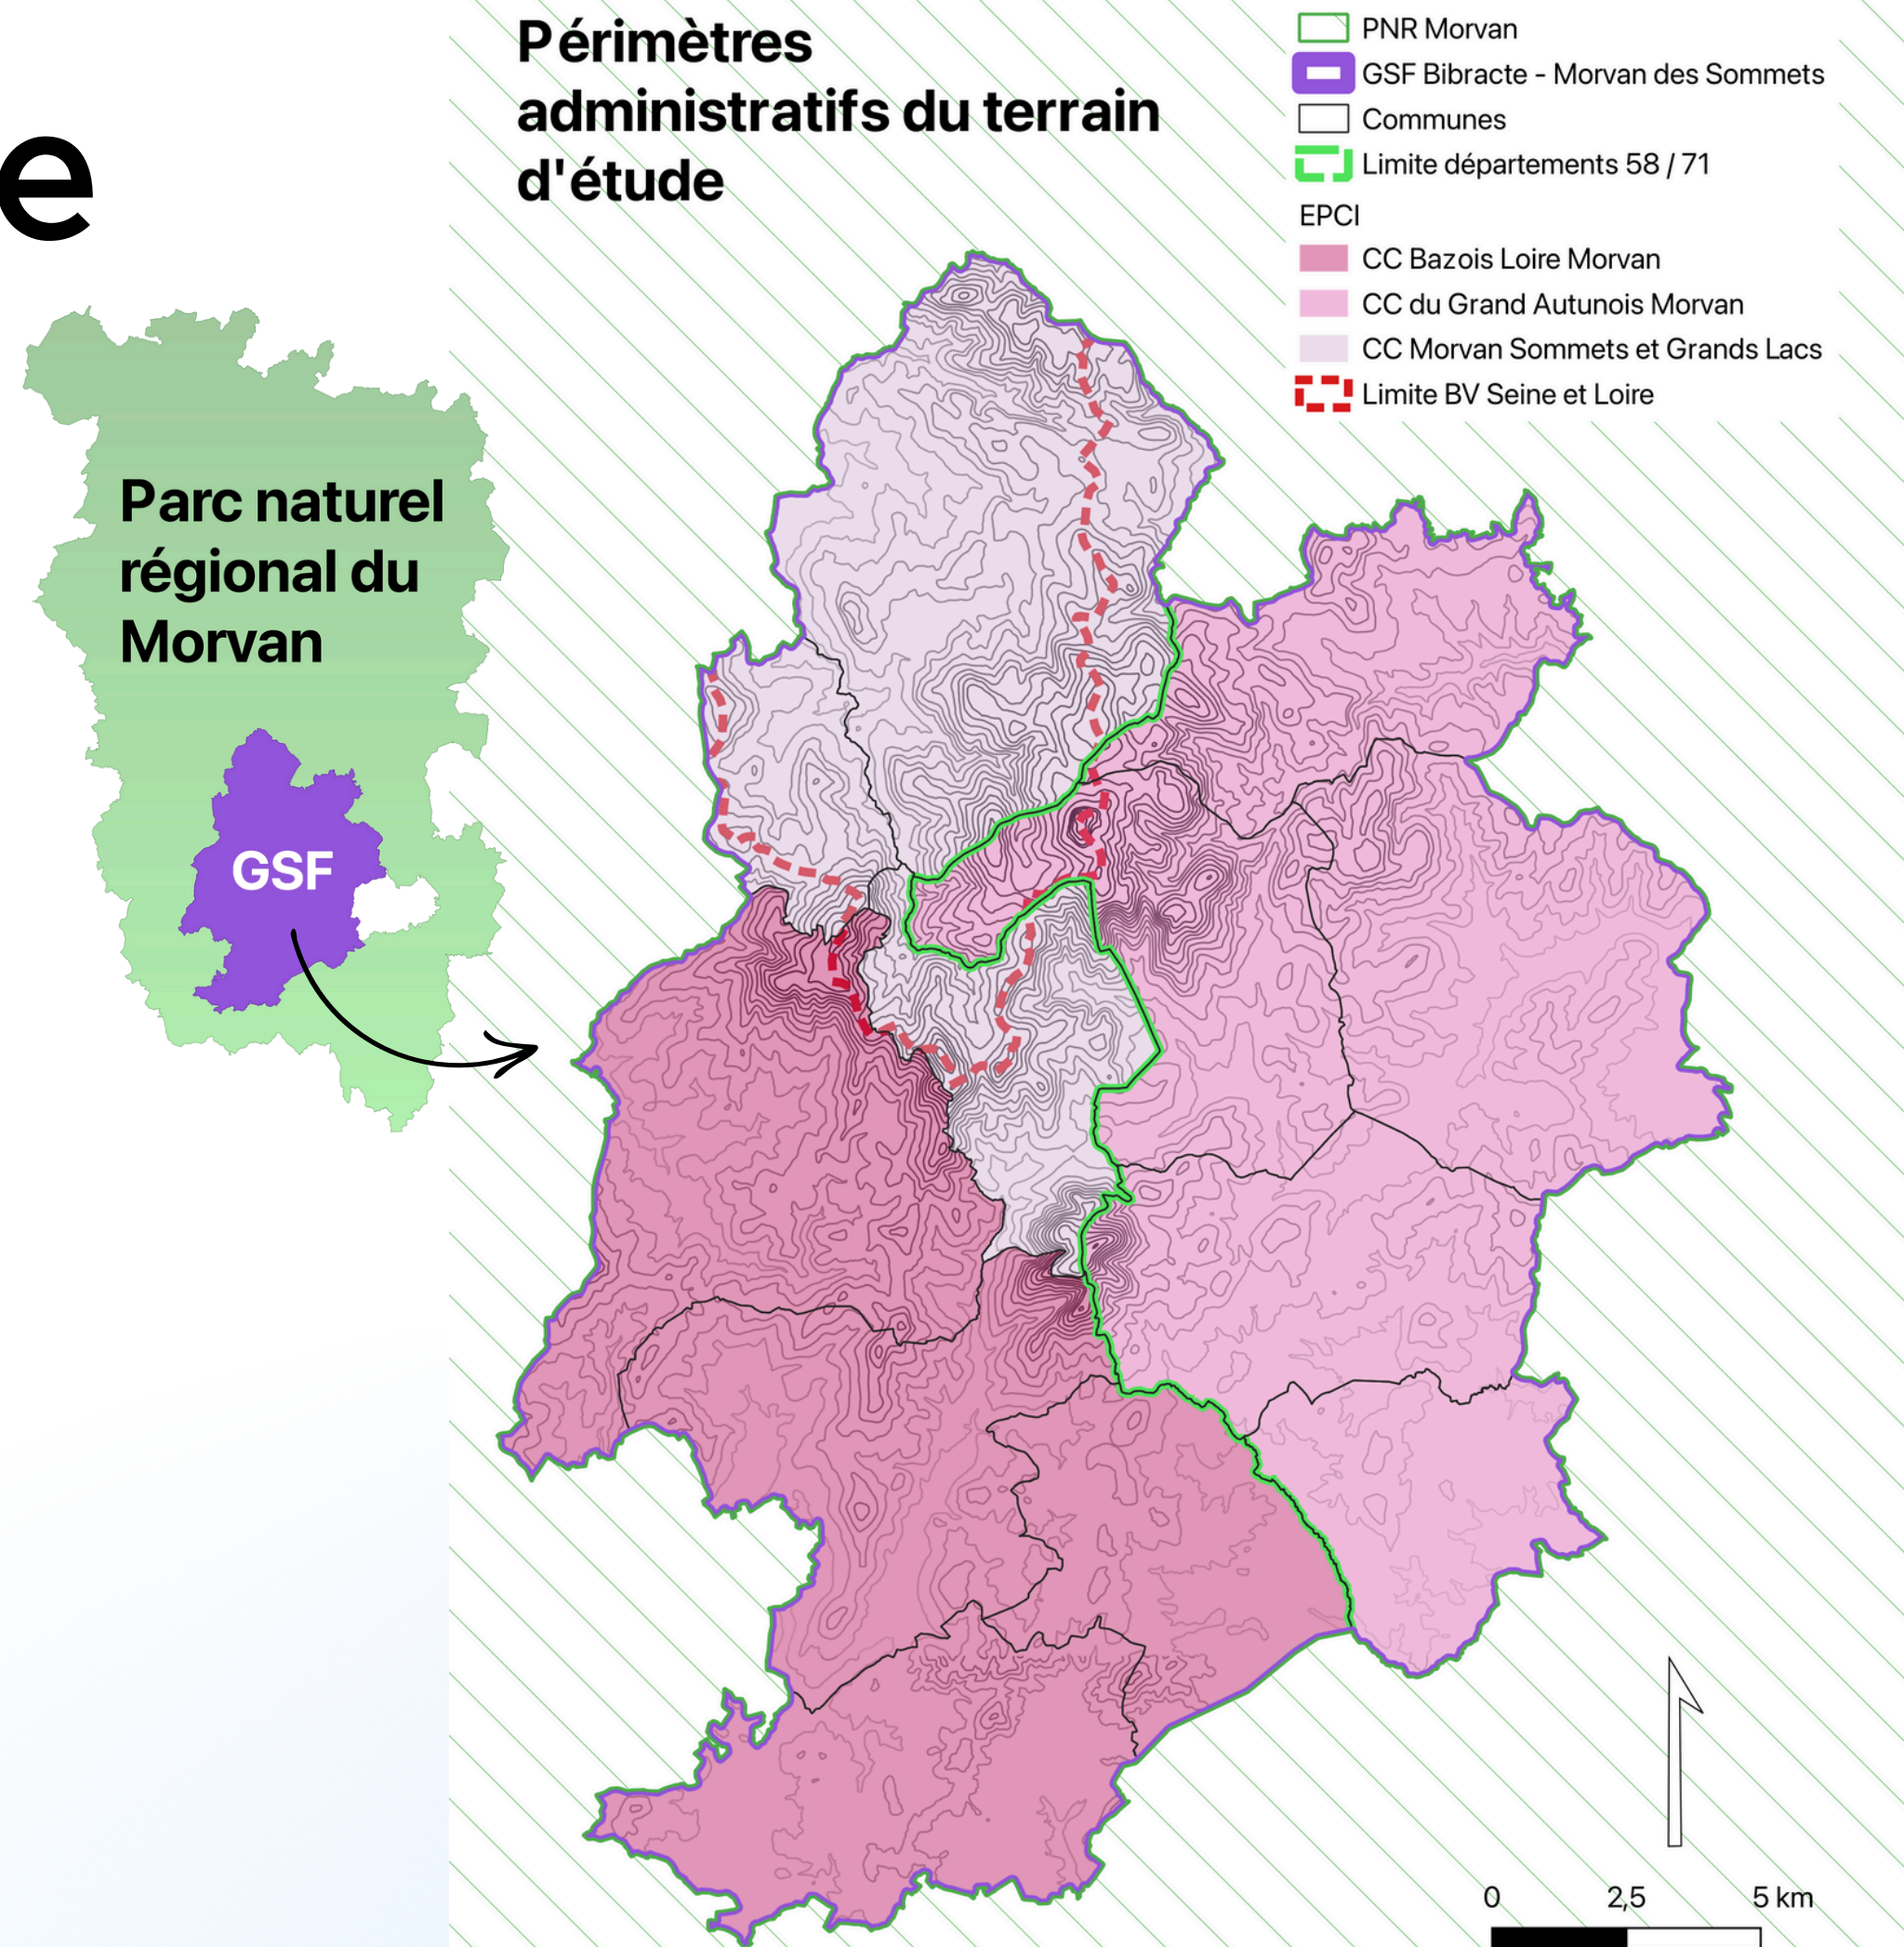 e
Périmètres
administratifs du terrain
d'étude
PNR Morvan
GSF Bibracte - Morvan des Sommets
Communes
Limite départements 58 / 71
EPCI
CC Bazois Loire Morvan
CC du Grand Autunois Morvan
CC Morvan Sommets et Grands Lacs
Limite BV Seine et Loire
Parc naturel
régional du
Morvan
GSF
0 2,5 5 km